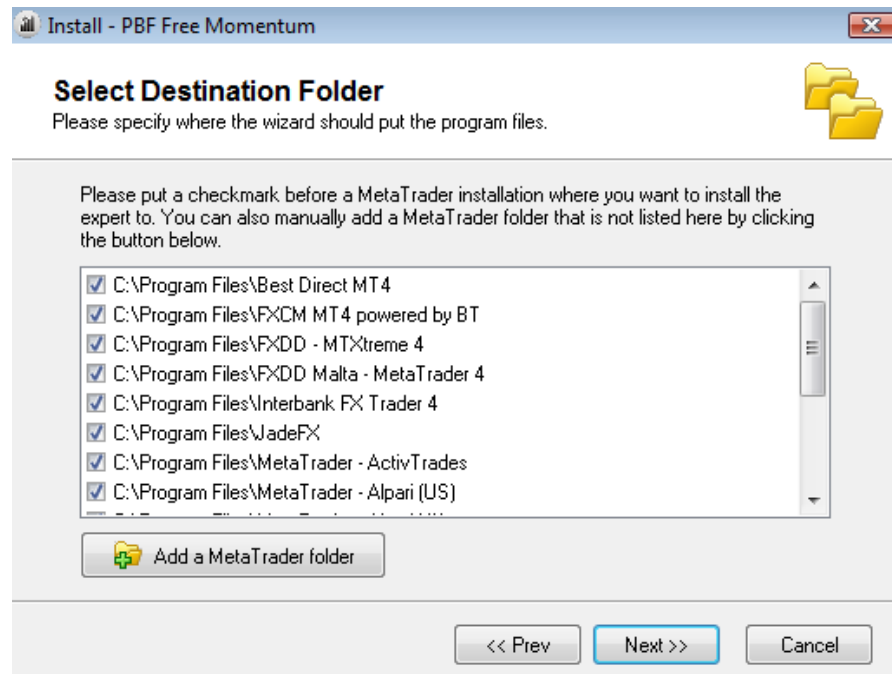 Install - PBF Free Momentum
Select Destination Folder
Please specify where the wizard should put the program files.
Please put a checkmark before a MetaTrader installation where you want to install the
expert to. You can also manually add a MetaTrader folder that is not listed here by clicking
the button below.
C:\Program Files\Best Direct MT4
C:\Program Files\FXCM MT4 powered by BT
C:\Program Files\FXDD - MTXtreme 4
C:\Program Files\FXDD Malta - MetaTrader 4
C:\Program Files\Interbank FX Trader 4
C:\Program Files\JadeFX
C:\Program Files\MetaTrader - ActivTrades
C:\Program Files\MetaTrader - Alpari (US)
Add a MetaTrader folder
<< Prev
Next >>
Cancel